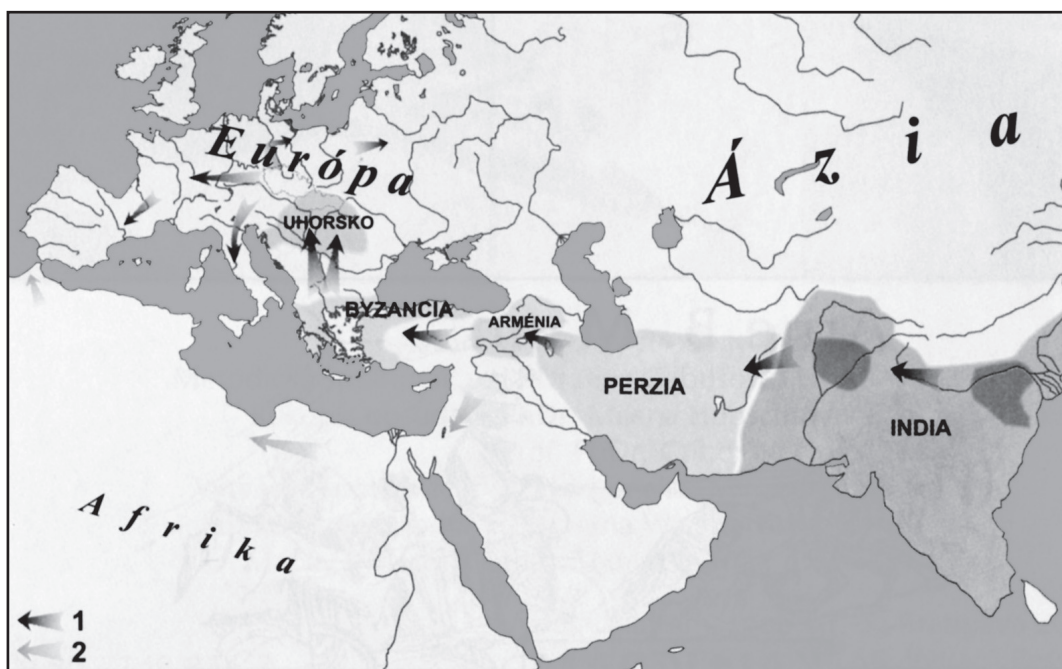 Európa
Ázia
UHORSKO
BYZANCIA
ARMÉNIA
PERZIA
INDIA
Afrika
1
2